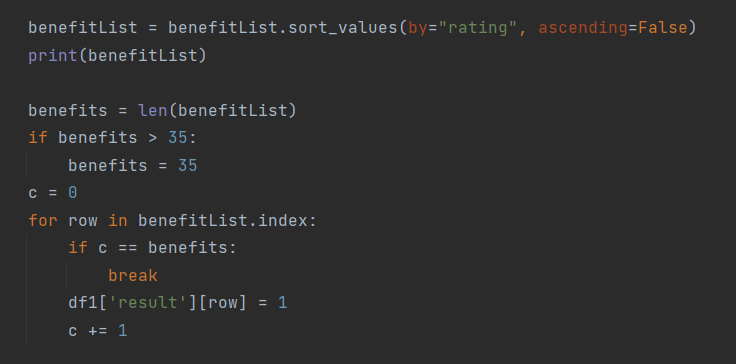 benefitList = benefitList.sort_values(by="rating", ascending=False)
print(benefitList)

benefits = len(benefitList)
if benefits > 35:
    benefits = 35
c = 0
for row in benefitList.index:
    if c == benefits:
        break
    df1['result'][row] = 1
    c += 1